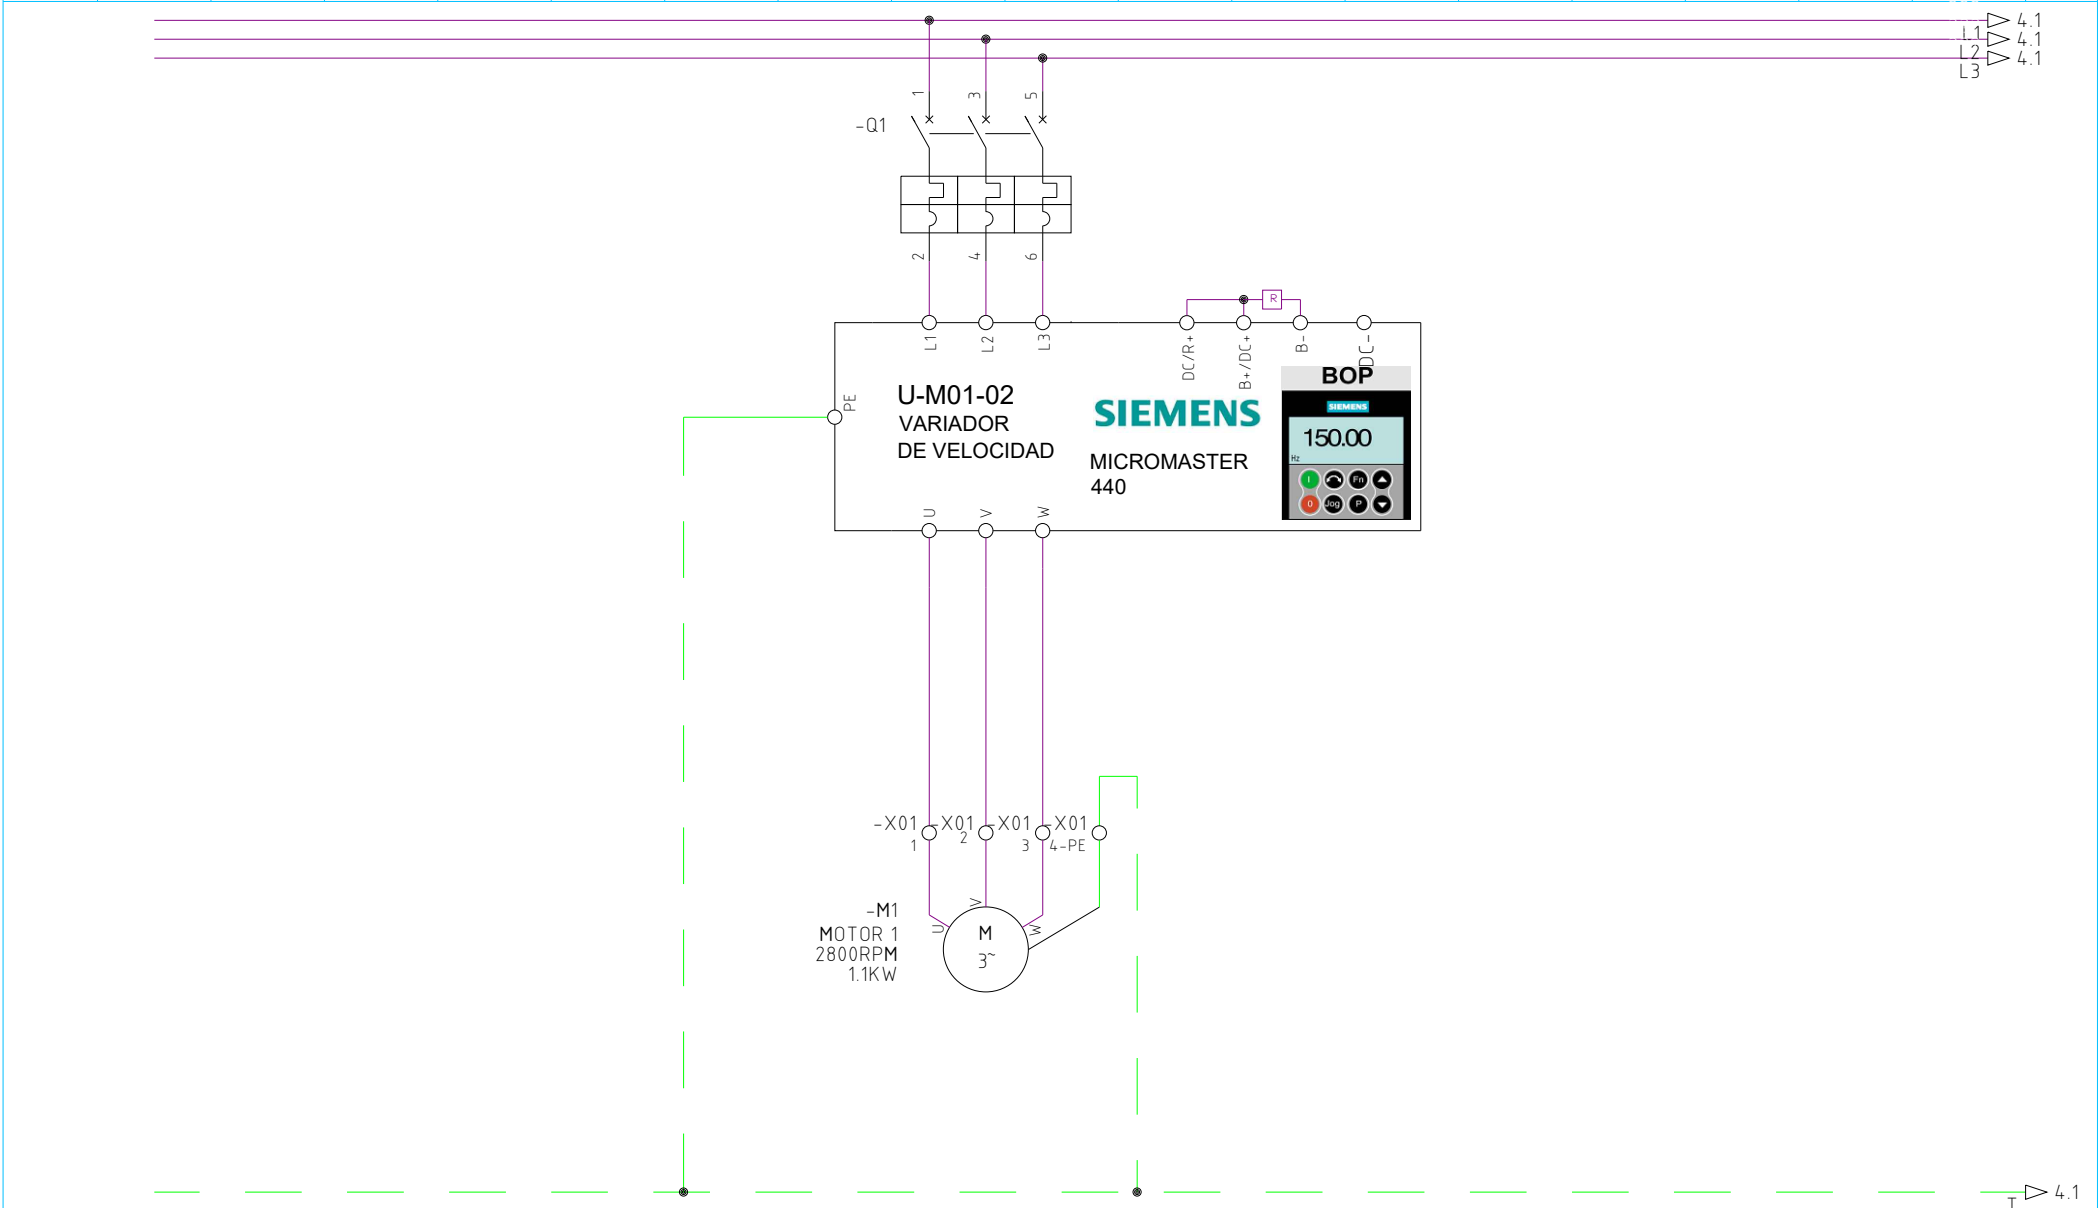 4.1
L1
4.1
L2
4.1
L3
1
3
5
-Q1
2
4
6
R
L1
L2
L3
DC/R+
B+/DC+
B-
DC-
PE
U-M01-02
VARIADOR
DE VELOCIDAD
SIEMENS
MICROMASTER
440
BOP
SIEMENS
150.00
Hz
I
Fn
0
Jog
P
U
V
W
-X01
1
-X01
2
-X01
3
-X01
4-PE
-M1
MOTOR 1
2800RPM
1.1KW
U
V
W
M
3~
4.1
T